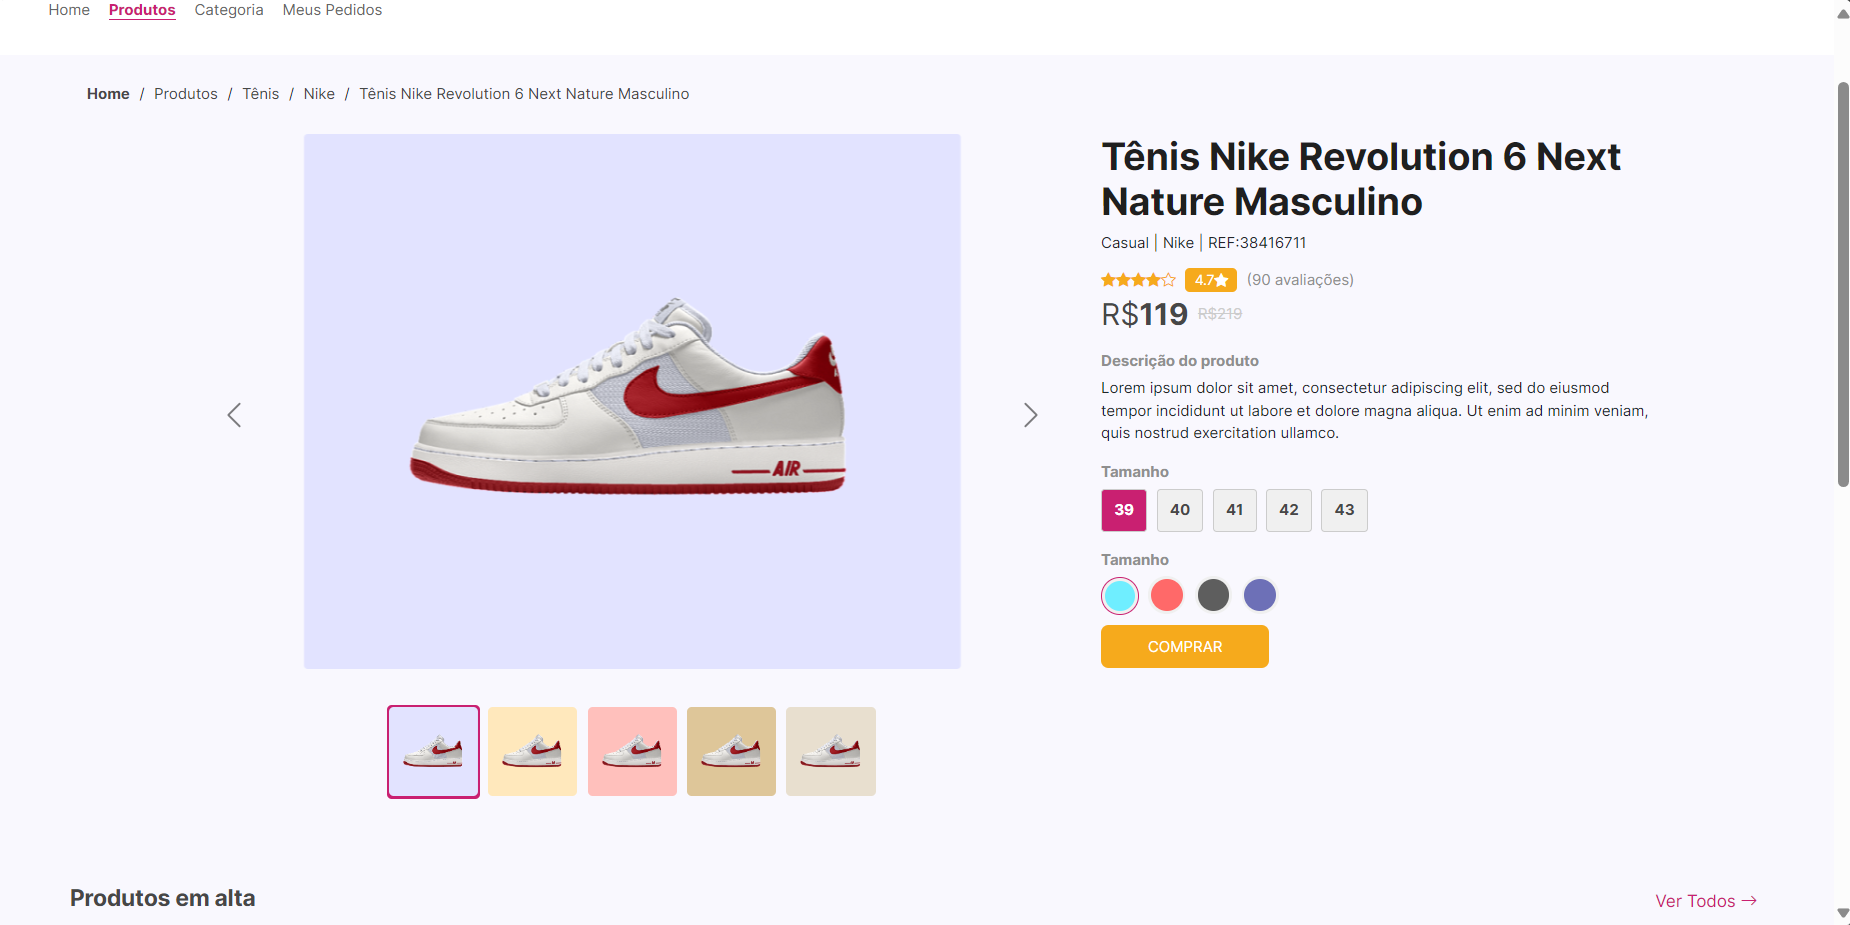 Home Produtos Categoria Meus Pedidos
Home / Produtos / Tênis / Nike / Tênis Nike Revolution 6 Next Nature Masculino
AIR
Tênis Nike Revolution 6 Next
Nature Masculino
Casual | Nike | REF:38416711
4.7 (90 avaliações)
R$119 R$219
Descrição do produto
Lorem ipsum dolor sit amet, consectetur adipiscing elit, sed do eiusmod
tempor incididunt ut labore et dolore magna aliqua. Ut enim ad minim veniam,
quis nostrud exercitation ullamco.
Tamanho
39 40 41 42 43
Tamanho
COMPRAR
Produtos em alta
Ver Todos →